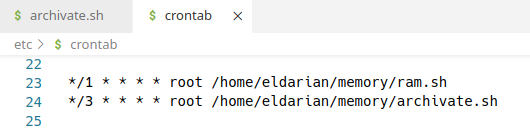 $ archivate.sh $ crontab ×
etc > $ crontab
22
23 */1 * * * * root /home/eldarian/memory/ram.sh
24 */3 * * * * root /home/eldarian/memory/archivate.sh
25